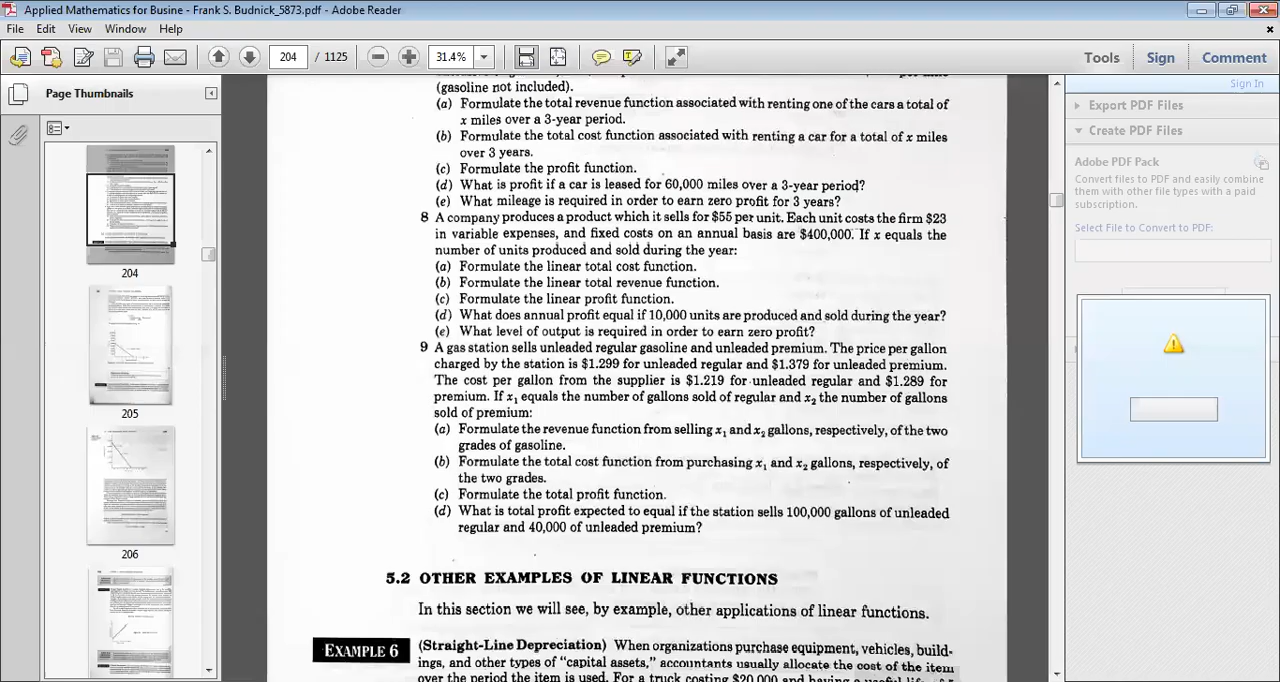 Applied Mathematics for Busine - Frank S. Budnick_5873.pdf - Adobe Reader
File Edit View Window Help
204 / 1125 31.4% Tools Sign Comment
Page Thumbnails
204
205
206
(gasoline not included).
(a) Formulate the total revenue function associated with renting one of the cars a total of
x miles over a 3-year period.
(b) Formulate the total cost function associated with renting a car for a total of x miles
over 3 years.
(c) Formulate the profit function.
(d) What is profit if a car is leased for 60,000 miles over a 3-year period?
(e) What mileage is required in order to earn zero profit for 3 years?
8 A company produces a product which it sells for $55 per unit. Each unit costs the firm $23
in variable expenses, and fixed costs on an annual basis are $400,000. If x equals the
number of units produced and sold during the year:
(a) Formulate the linear total cost function.
(b) Formulate the linear total revenue function.
(c) Formulate the linear profit function.
(d) What does annual profit equal if 10,000 units are produced and sold during the year?
(e) What level of output is required in order to earn zero profit?
9 A gas station sells unleaded regular gasoline and unleaded premium. The price per gallon
charged by the station is $1.299 for unleaded regular and $1.379 for unleaded premium.
The cost per gallon from the supplier is $1.219 for unleaded regular and $1.289 for
premium. If x₁ equals the number of gallons sold of regular and x₂ the number of gallons
sold of premium:
(a) Formulate the revenue function from selling x₁ and x₂ gallons, respectively, of the two
grades of gasoline.
(b) Formulate the total cost function from purchasing x₁ and x₂ gallons, respectively, of
the two grades.
(c) Formulate the total profit function.
(d) What is total profit expected to equal if the station sells 100,000 gallons of unleaded
regular and 40,000 of unleaded premium?
5.2 OTHER EXAMPLES OF LINEAR FUNCTIONS
In this section we will see, by example, other applications of linear functions.
EXAMPLE 6 (Straight-Line Depreciation) When organizations purchase equipment, vehicles, build-
ings, and other types of "capital assets," accountants usually allocate the cost of the item
over the period the item is used. For a truck costing $20,000 and having a useful
Sign In
Export PDF Files
Create PDF Files
Adobe PDF Pack
Convert files to PDF and easily combine
them with other file types with a paid
subscription.
Select File to Convert to PDF: